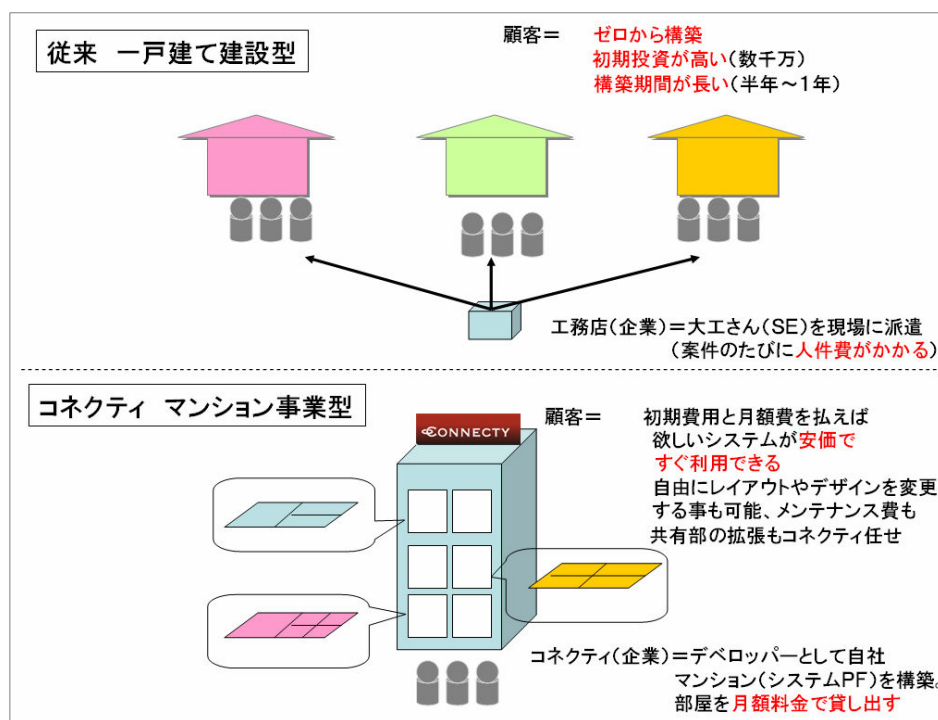 従来　一戸建て建設型
顧客＝　ゼロから構築
初期投資が高い（数千万）
構築期間が長い（半年～１年）
工務店（企業）＝大工さん（SE）を現場に派遣
（案件のたびに人件費がかかる）
コネクティ　マンション事業型
CONNECTY
顧客＝　初期費用と月額費を払えば
欲しいシステムが安価で
すぐ利用できる
自由にレイアウトやデザインを変更
する事も可能、メンテナンス費も
共有部の拡張もコネクティ任せ
コネクティ（企業）＝デベロッパーとして自社
マンション（システムPF）を構築。
部屋を月額料金で貸し出す